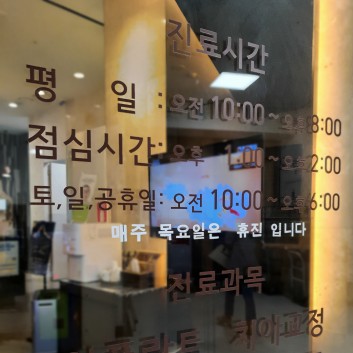 진료시간
평 일 : 오전 10:00 ~ 오후 8:00
점심시간: 오후 1:00 ~ 오후 2:00
토,일,공휴일: 오전 10:00 ~ 오후 6:00
매주 목요일은 휴진 입니다
진료과목
치아교정